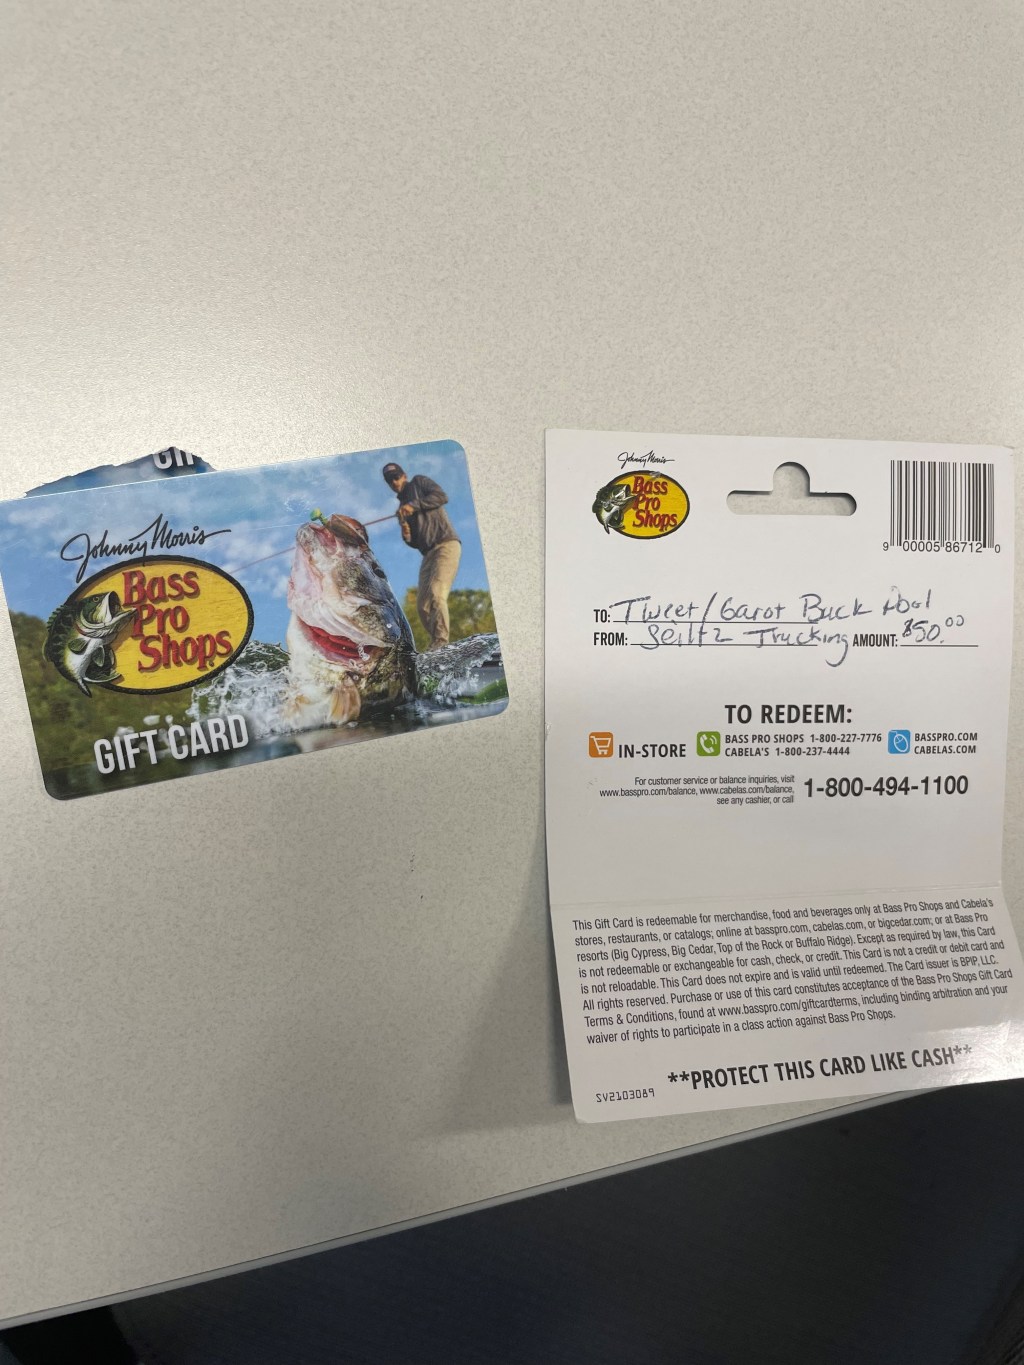 GI
Johnny Morris
Bass
Pro
Shops
GIFT CARD
Johnny Morris
Bass
Pro
Shops
9 00005 86712 0
TO: Tweet/Garot Buck Pool
FROM: Seiltz Trucking AMOUNT: $50.00
TO REDEEM:
IN-STORE
BASS PRO SHOPS 1-800-227-7776
CABELA'S 1-800-237-4444
BASSPRO.COM
CABELAS.COM
For customer service or balance inquiries, visit
www.basspro.com/balance, www.cabelas.com/balance,
see any cashier, or call
1-800-494-1100
This Gift Card is redeemable for merchandise, food and beverages only at Bass Pro Shops and Cabela's
stores, restaurants, or catalogs; online at basspro.com, cabelas.com, or bigcedar.com; or at Bass Pro
resorts (Big Cypress, Big Cedar, Top of the Rock or Buffalo Ridge). Except as required by law, this Card
is not redeemable or exchangeable for cash, check, or credit. This Card is not a credit or debit card and
is not reloadable. This Card does not expire and is valid until redeemed. The Card issuer is BPIP, LLC.
All rights reserved. Purchase or use of this card constitutes acceptance of the Bass Pro Shops Gift Card
Terms & Conditions, found at www.basspro.com/giftcardterms, including binding arbitration and your
waiver of rights to participate in a class action against Bass Pro Shops.
**PROTECT THIS CARD LIKE CASH**
SV2103089